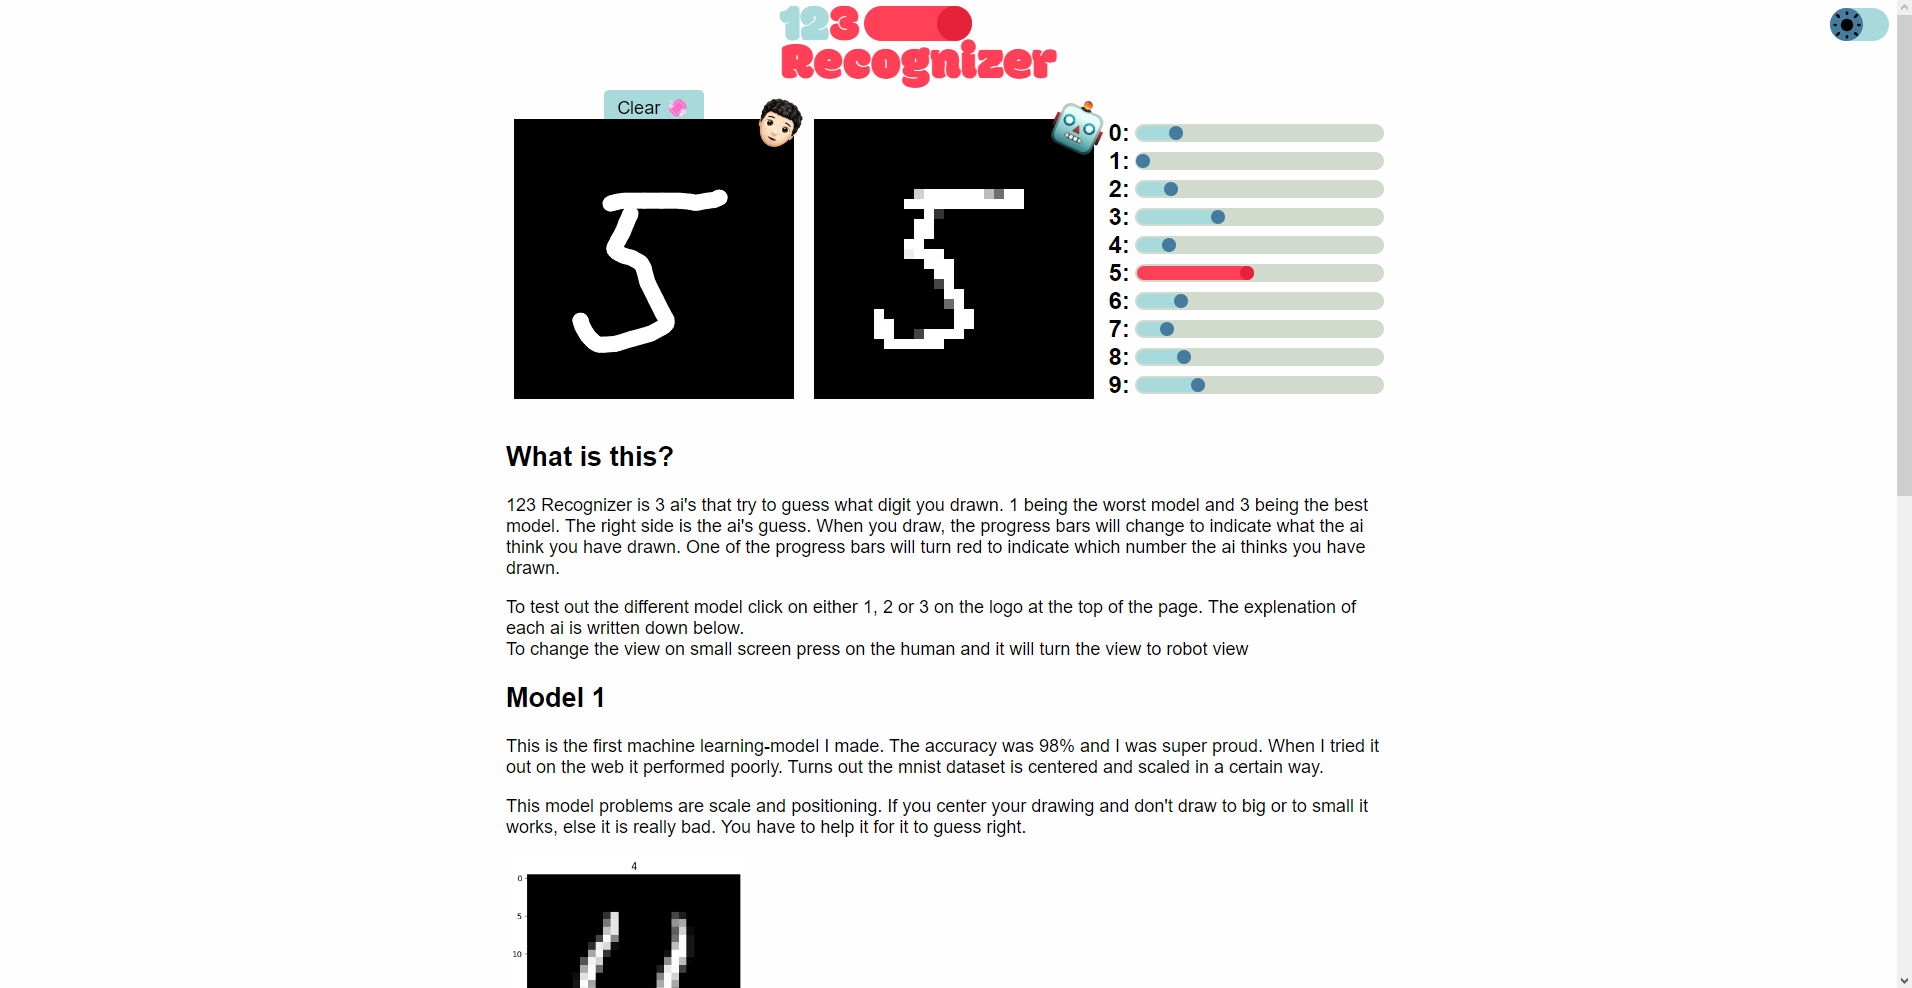 123
Recognizer
Clear
5
5
0:
1:
2:
3:
4:
5:
6:
7:
8:
9:
What is this?
123 Recognizer is 3 ai's that try to guess what digit you drawn. 1 being the worst model and 3 being the best
model. The right side is the ai's guess. When you draw, the progress bars will change to indicate what the ai
think you have drawn. One of the progress bars will turn red to indicate which number the ai thinks you have
drawn.
To test out the different model click on either 1, 2 or 3 on the logo at the top of the page. The explenation of
each ai is written down below.
To change the view on small screen press on the human and it will turn the view to robot view
Model 1
This is the first machine learning-model I made. The accuracy was 98% and I was super proud. When I tried it
out on the web it performed poorly. Turns out the mnist dataset is centered and scaled in a certain way.
This model problems are scale and positioning. If you center your drawing and don't draw to big or to small it
works, else it is really bad. You have to help it for it to guess right.
4
0
5
10